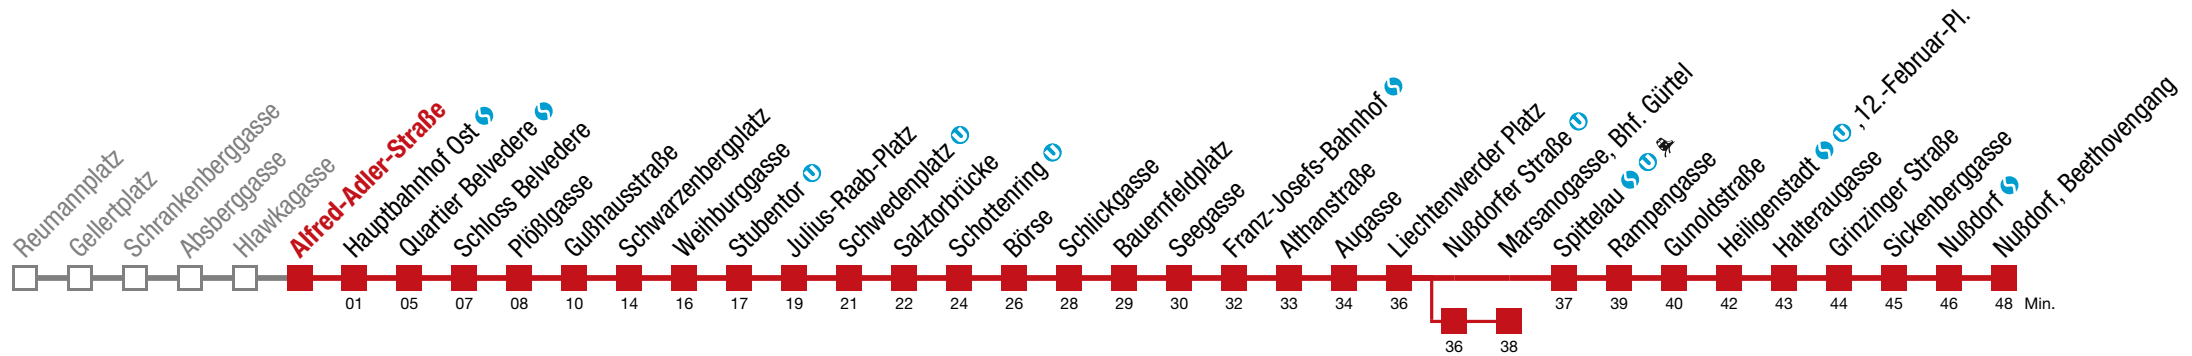 Reumannplatz
Gellertplatz
Schrankenberggasse
Absberggasse
Hlawkagasse
Alfred-Adler-Straße
Hauptbahnhof Ost S
Quartier Belvedere S
Schloss Belvedere
Plößlgasse
Gußhausstraße
Schwarzenbergplatz
Weihburggasse
Stubentor U
Julius-Raab-Platz
Schwedenplatz U
Salztorbrücke
Schottenring U
Börse
Schlickgasse
Bauernfeldplatz
Seegasse
Franz-Josefs-Bahnhof S
Althanstraße
Augasse
Liechtenwerder Platz
Nußdorfer Straße U
Marsanogasse, Bhf. Gürtel
Spittelau S U
Rampengasse
Gunoldstraße
Heiligenstadt S U , 12.-Februar-Pl.
Halteraugasse
Grinzinger Straße
Sickenberggasse
Nußdorf S
Nußdorf, Beethovengang
01 05 07 08 10 14 16 17 19 21 22 24 26 28 29 30 32 33 34 36 37 39 40 42 43 44 45 46 48 Min.
36 38